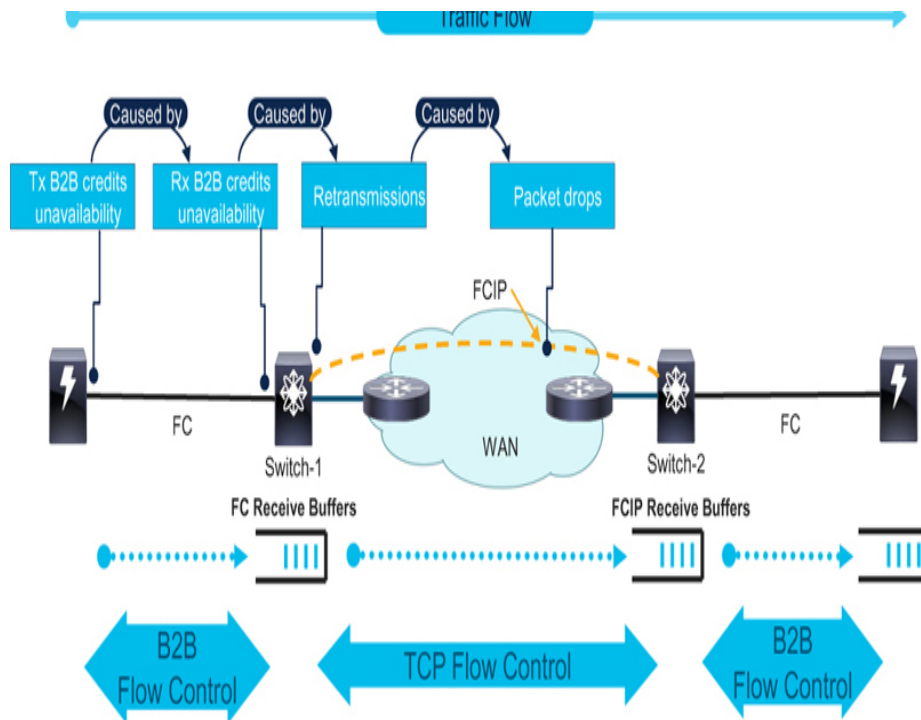 Traffic Flow
Caused by
Caused by
Caused by
Tx B2B credits
unavailability
Rx B2B credits
unavailability
Retransmissions
Packet drops
FCIP
FC
WAN
FC
Switch-1
Switch-2
FC Receive Buffers
FCIP Receive Buffers
B2B
Flow Control
TCP Flow Control
B2B
Flow Control